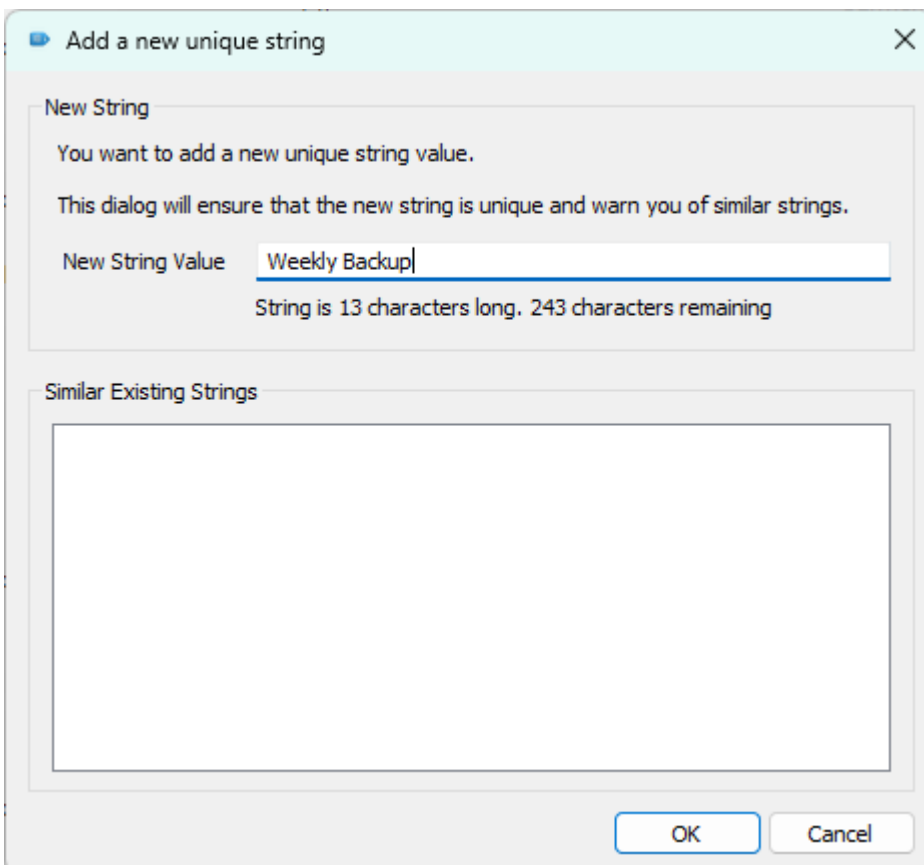 Add a new unique string
New String
You want to add a new unique string value.
This dialog will ensure that the new string is unique and warn you of similar strings.
New String Value Weekly Backup
String is 13 characters long. 243 characters remaining
Similar Existing Strings
OK Cancel